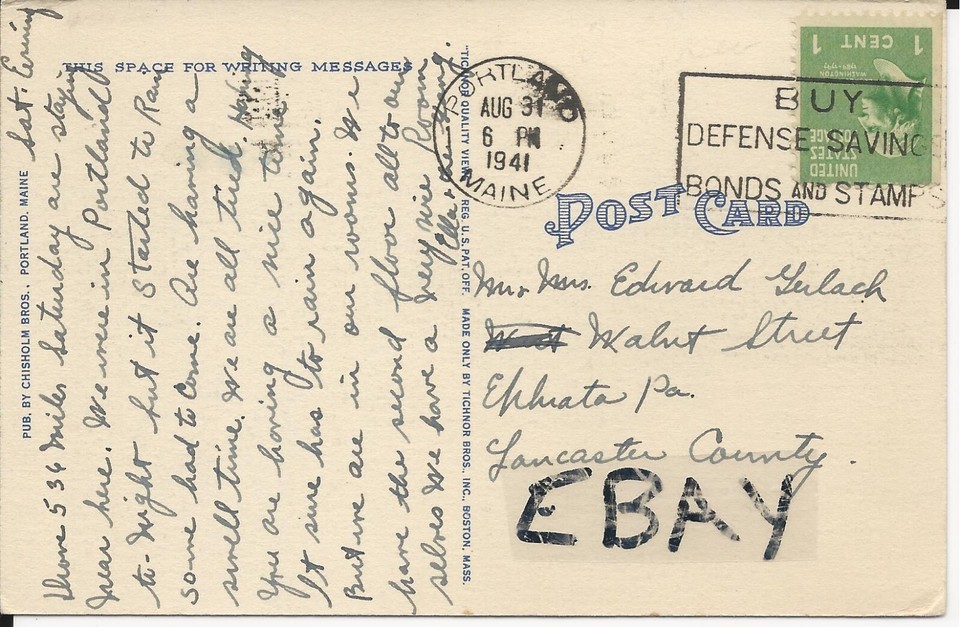 Sat. Evening
Drove 536 miles Saturday are staying
near here. We were in Portland
to-night but it started to Rain
some had to come. Are having a
swell time. We are all tired. Hoping
You are having a nice time
It sure has to rain again.
But we are in our rooms. We
have the second floor all to our
selves We have a very nice Room.
THIS SPACE FOR WRITING MESSAGES
PUB. BY CHISHOLM BROS., PORTLAND, MAINE
"TICHNOR QUALITY VIEWS" REG. U. S. PAT. OFF. MADE ONLY BY TICHNOR BROS., INC., BOSTON, MASS.
PORTLAND
AUG 31
6 PM
1941
MAINE
BUY
DEFENSE SAVING
BONDS AND STAMPS
UNITED
STATES
POSTAGE
WASHINGTON
1 CENT 1
POST CARD
Mr. Mrs. Edward Gerlach
Walnut Street
Ephrata Pa.
Lancaster County.
EBAY